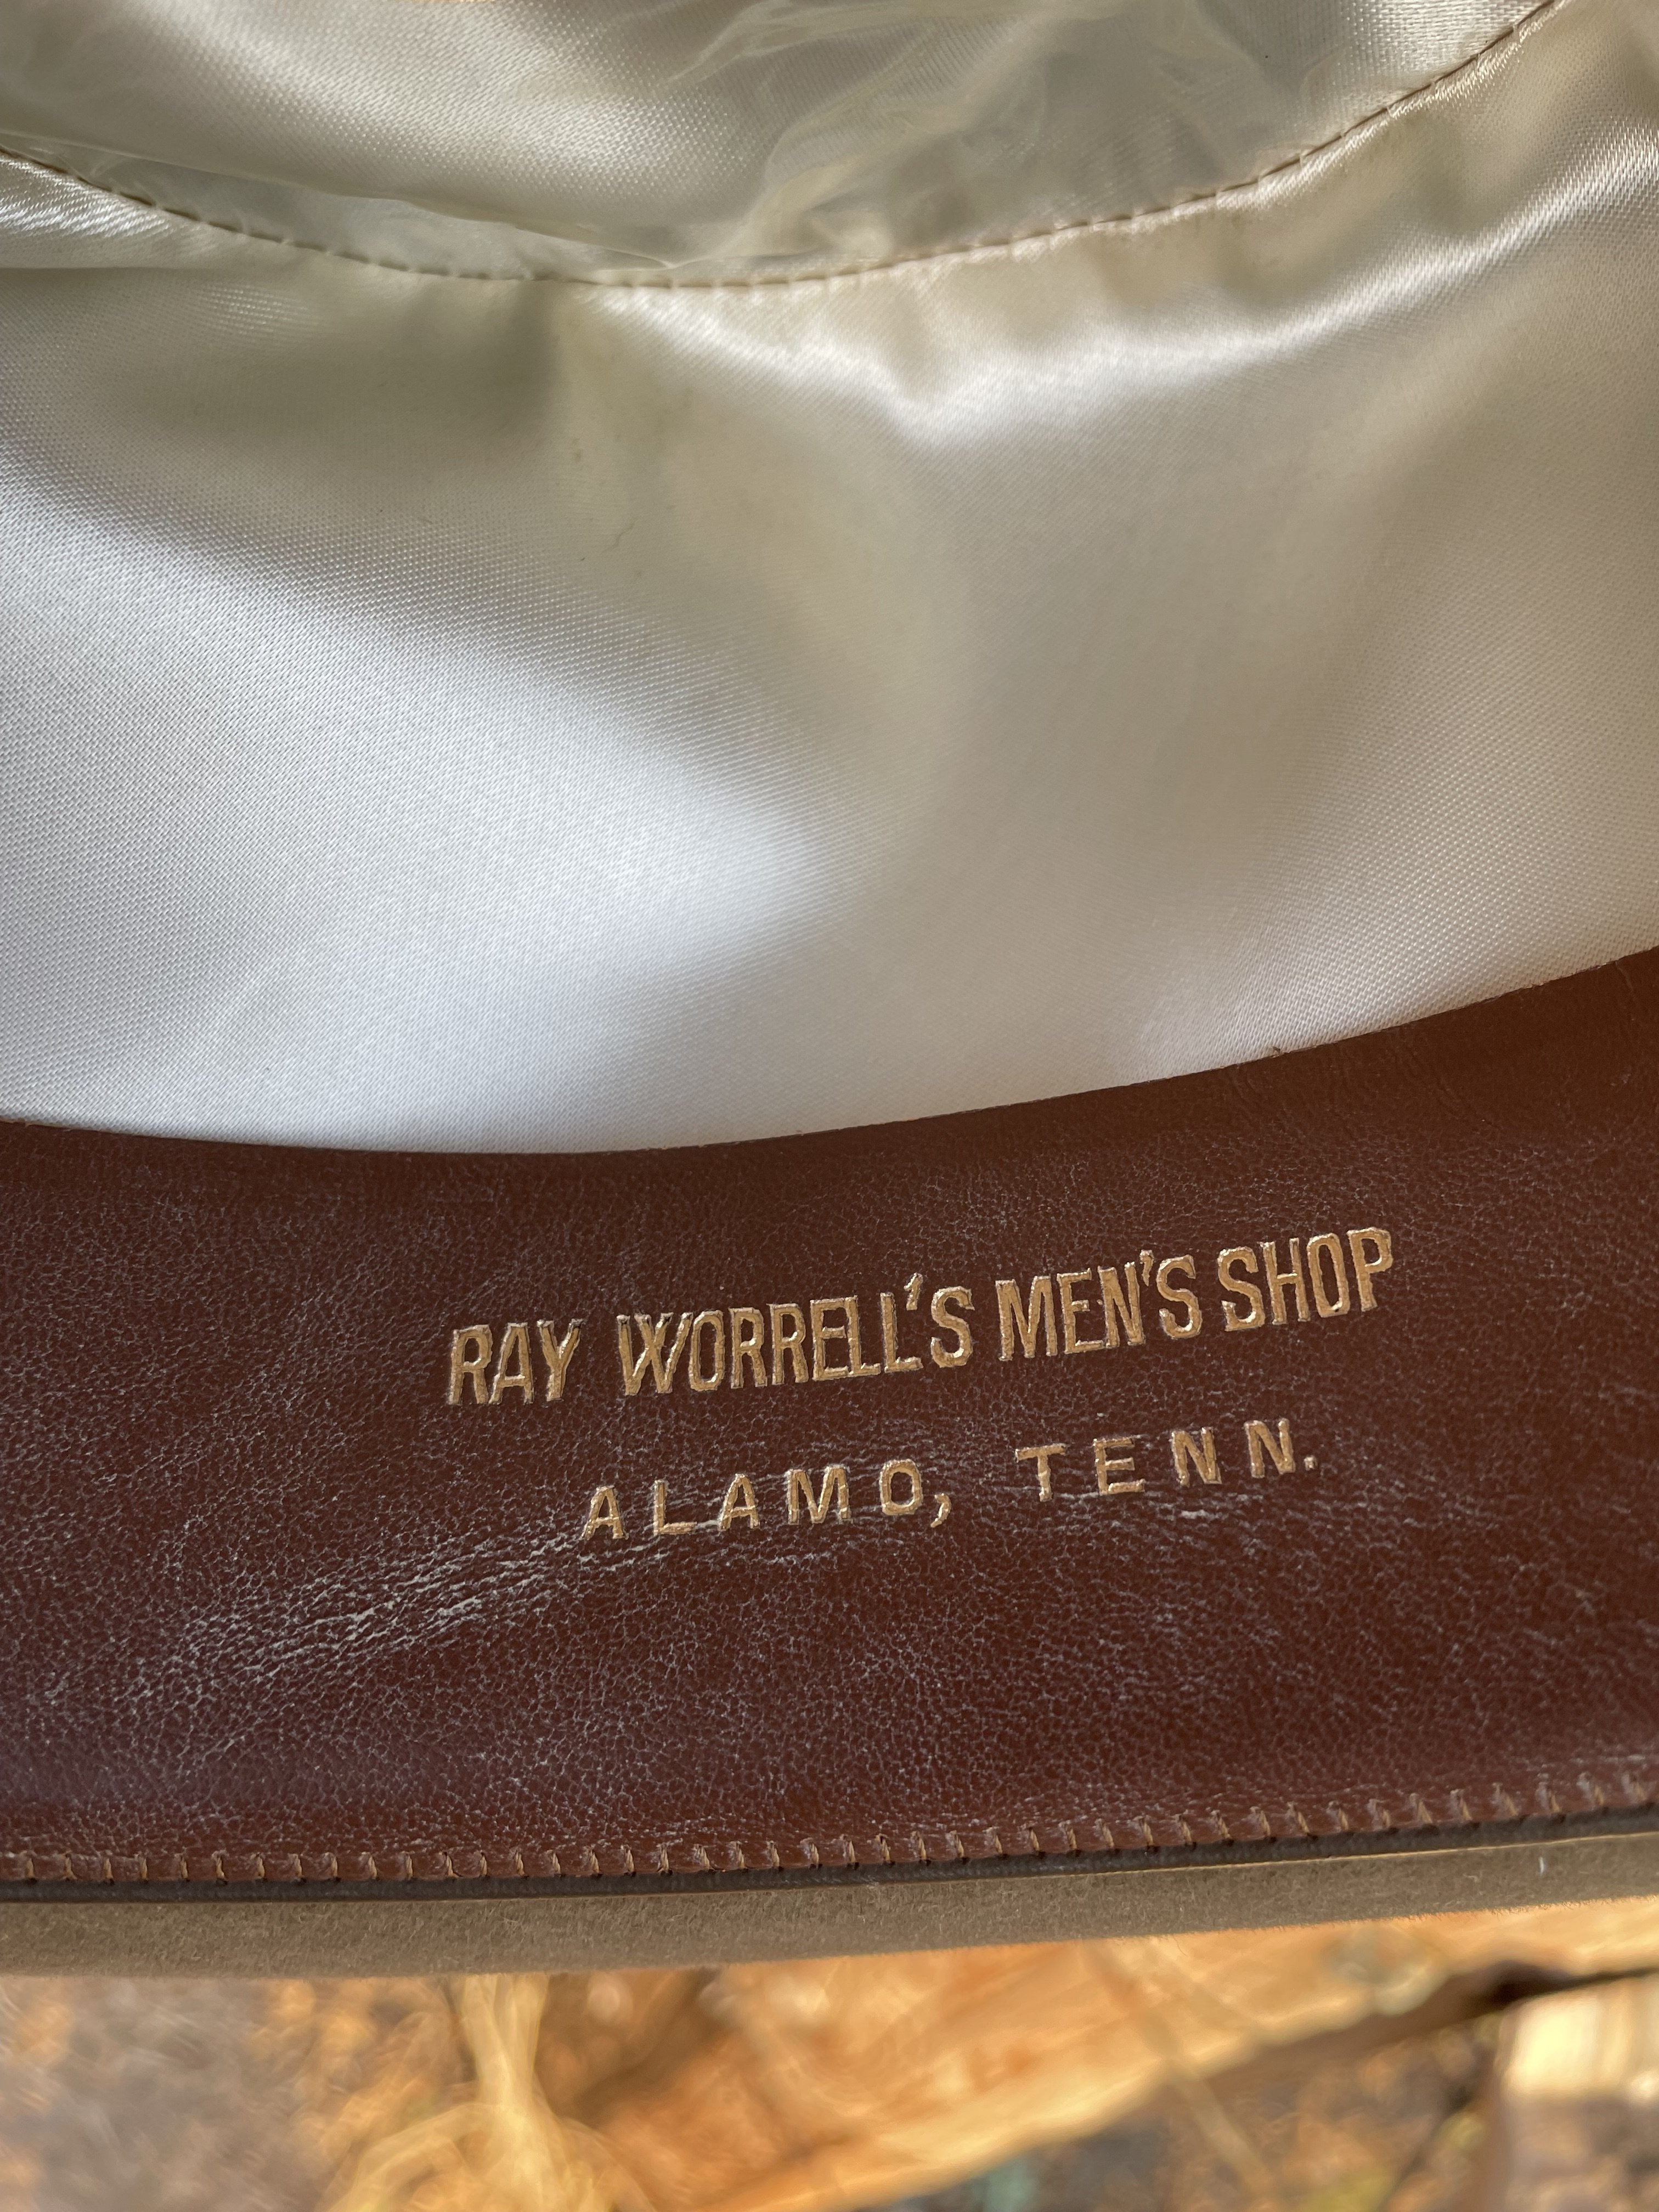 RAY WORRELL'S MEN'S SHOP
ALAMO, TENN.